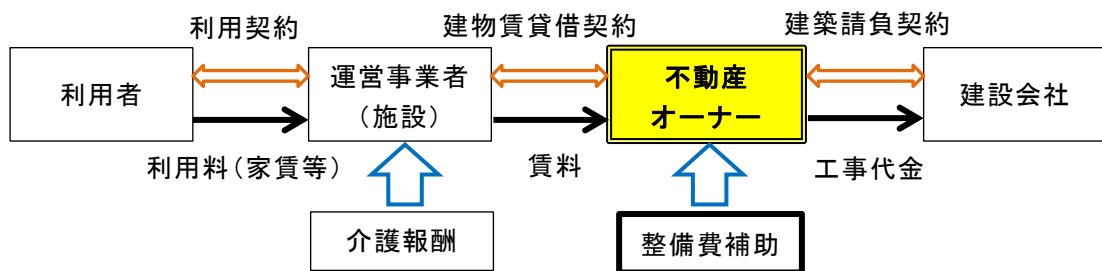 利用契約
建物賃貸借契約
建築請負契約
利用者
運営事業者
（施設）
不動産
オーナー
建設会社
利用料（家賃等）
賃料
工事代金
介護報酬
整備費補助